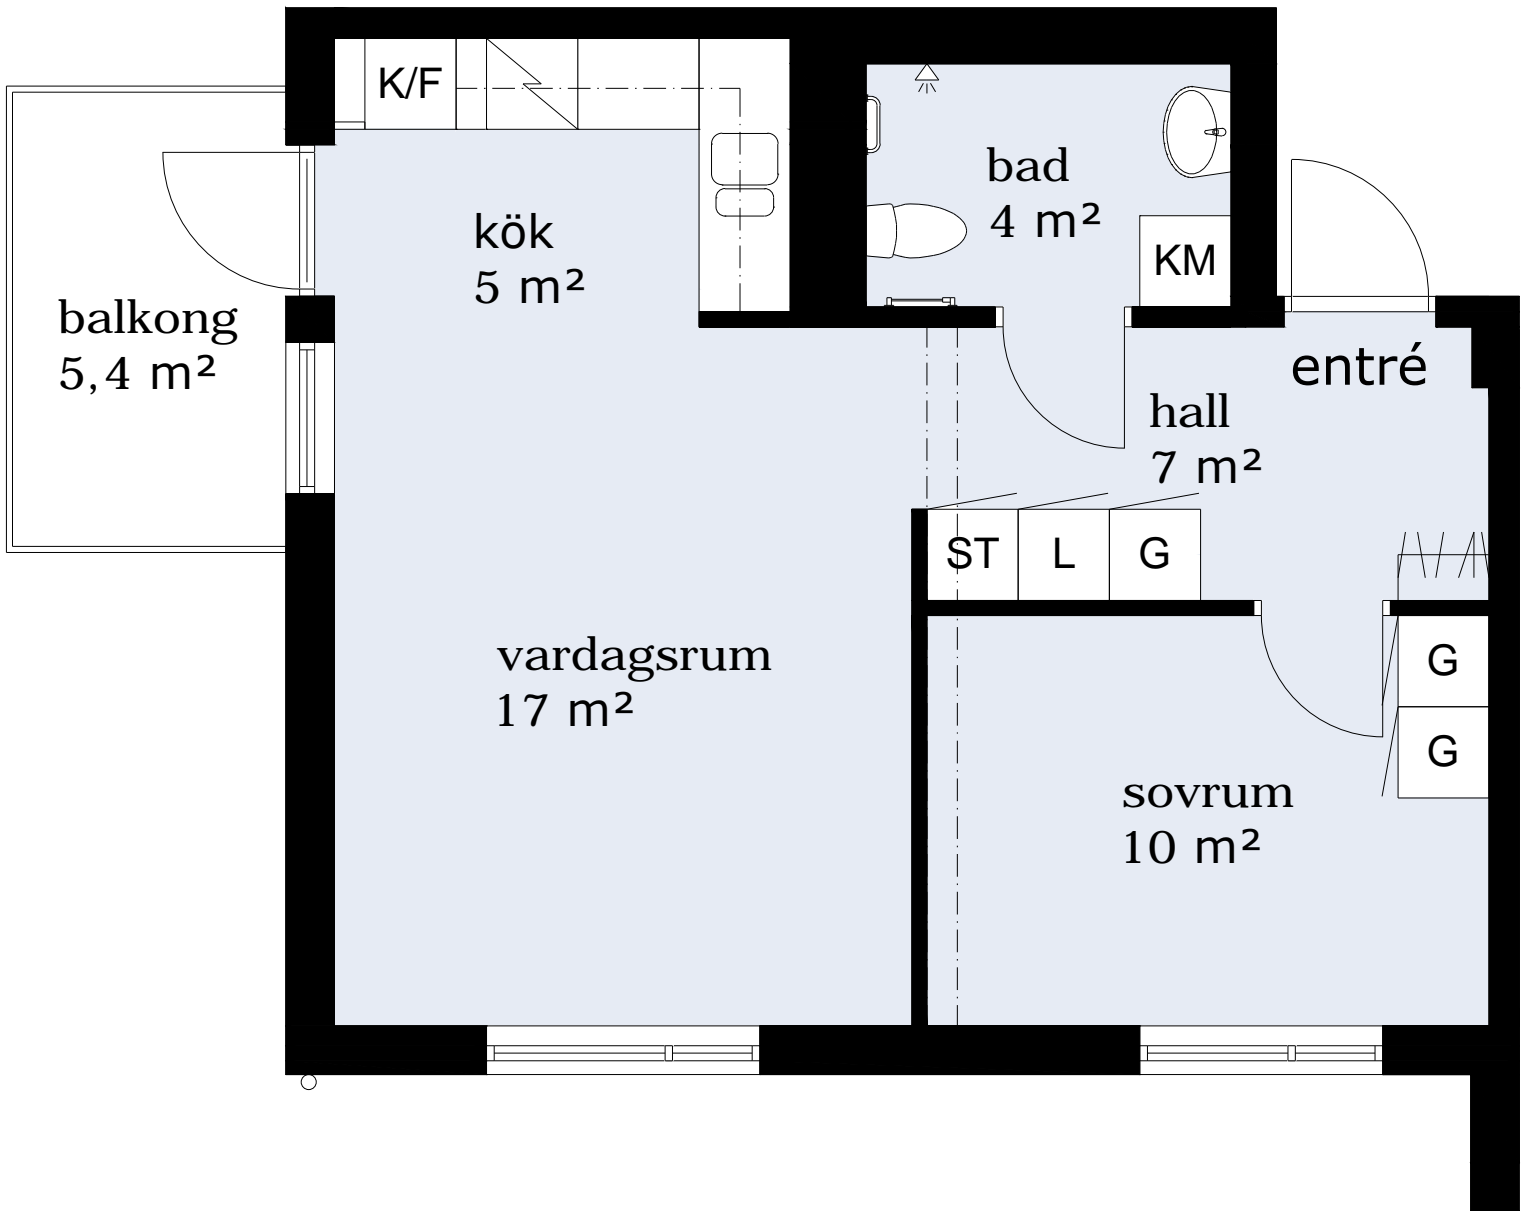 K/F
bad
4 m²
kök
5 m²
KM
balkong
5,4 m²
entré
hall
7 m²
ST L G
vardagsrum
17 m²
G
G
sovrum
10 m²